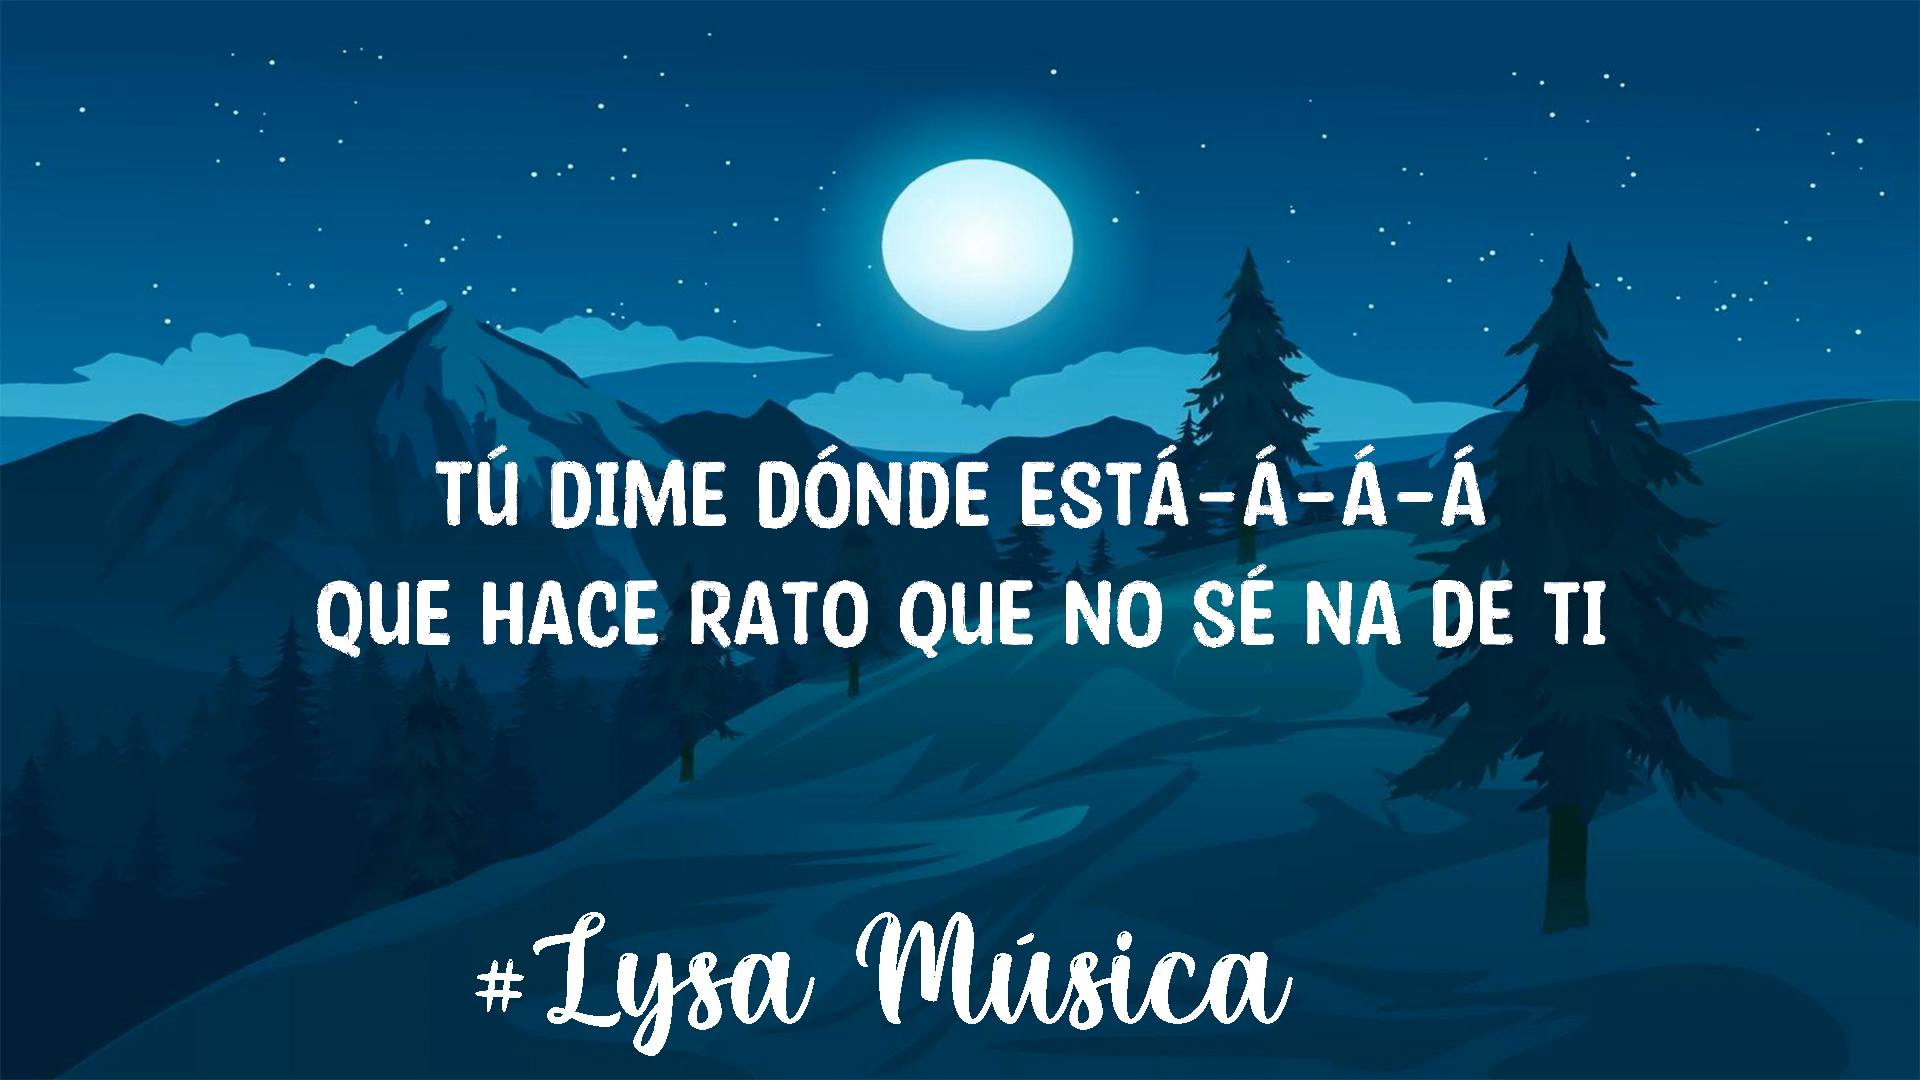 TÚ DIME DÓNDE ESTÁ-Á-Á-Á
QUE HACE RATO QUE NO SÉ NA DE TI
#Lysa Música